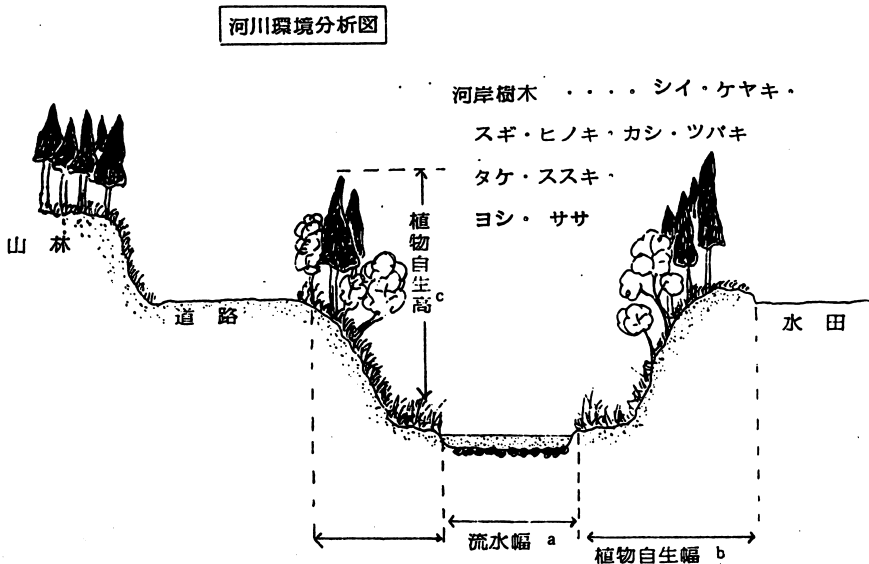 河川環境分析図
河岸樹木 ・・・・ シイ・ケヤキ・
スギ・ヒノキ・カシ・ツバキ
タケ・ススキ・
ヨシ・ササ
植物自生高 c
山林
道路
水田
流水幅 a
植物自生幅 b